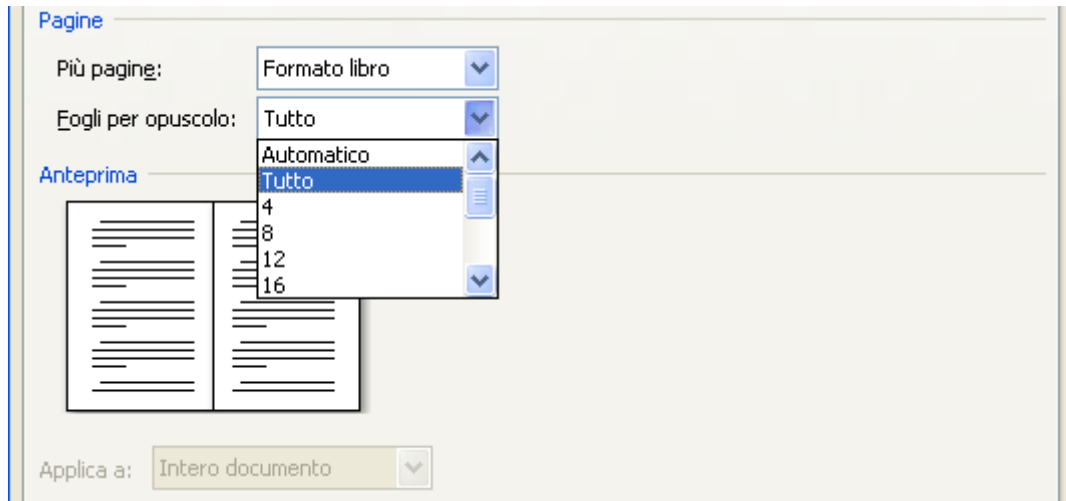 Pagine
Più pagine: Formato libro
Fogli per opuscolo: Tutto
Automatico
Tutto
4
8
12
16
Anteprima
Applica a: Intero documento